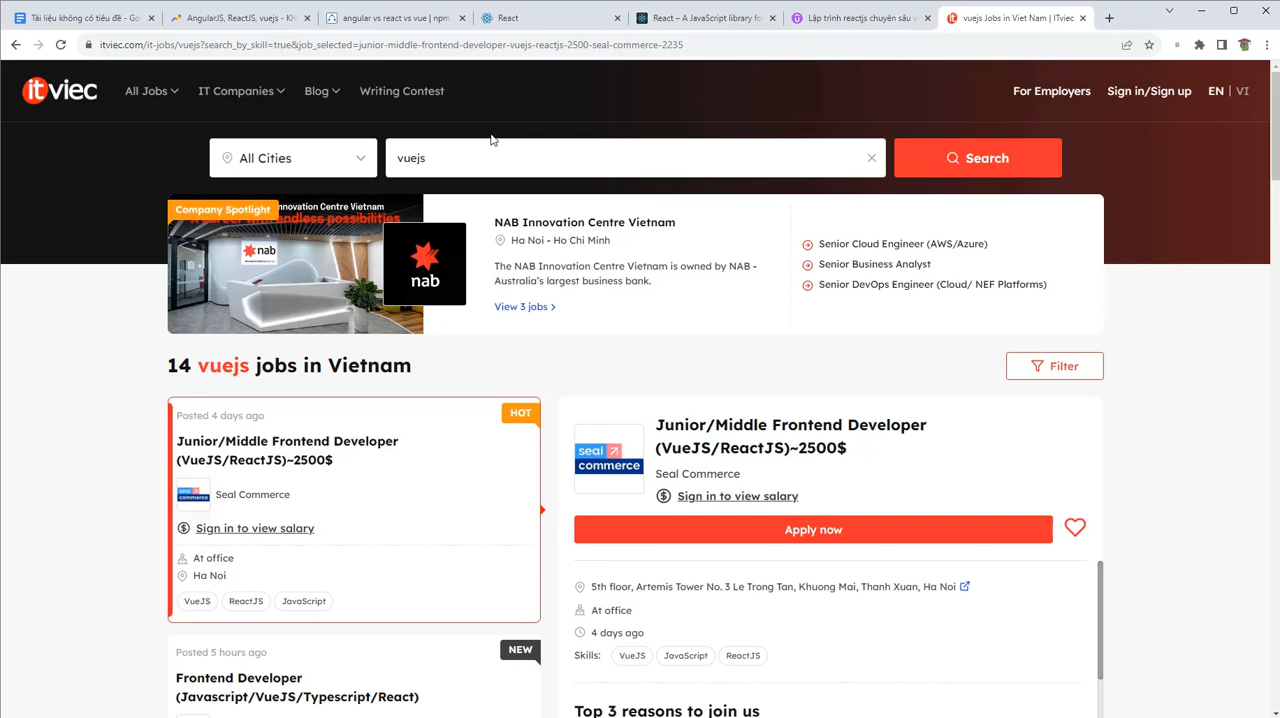 Tài liệu không có tiêu đề - Go
AngularJS, ReactJS, vuejs - Kh
angular vs react vs vue | npm
React
React – A JavaScript library fo
Lập trình reactjs chuyên sâu v
vuejs Jobs in Viet Nam | ITviec
itviec.com/it-jobs/vuejs?search_by_skill=true&job_selected=junior-middle-frontend-developer-vuejs-reactjs-2500-seal-commerce-2235
itviec
All Jobs
IT Companies
Blog
Writing Contest
For Employers
Sign in/Sign up
EN | VI
All Cities
vuejs
Search
Company Spotlight
nnovation Centre Vietnam
A career with endless possibilities
nab
nab
NAB Innovation Centre Vietnam
Ha Noi - Ho Chi Minh
The NAB Innovation Centre Vietnam is owned by NAB -
Australia's largest business bank.
View 3 jobs
Senior Cloud Engineer (AWS/Azure)
Senior Business Analyst
Senior DevOps Engineer (Cloud/ NEF Platforms)
14 vuejs jobs in Vietnam
Filter
Posted 4 days ago
HOT
Junior/Middle Frontend Developer
(VueJS/ReactJS)~2500$
seal commerce
Seal Commerce
Sign in to view salary
At office
Ha Noi
VueJS
ReactJS
JavaScript
Posted 5 hours ago
NEW
Frontend Developer
(Javascript/VueJS/Typescript/React)
seal
commerce
Junior/Middle Frontend Developer
(VueJS/ReactJS)~2500$
Seal Commerce
Sign in to view salary
Apply now
5th floor, Artemis Tower No. 3 Le Trong Tan, Khuong Mai, Thanh Xuan, Ha Noi
At office
4 days ago
Skills:
VueJS
JavaScript
ReactJS
Top 3 reasons to join us